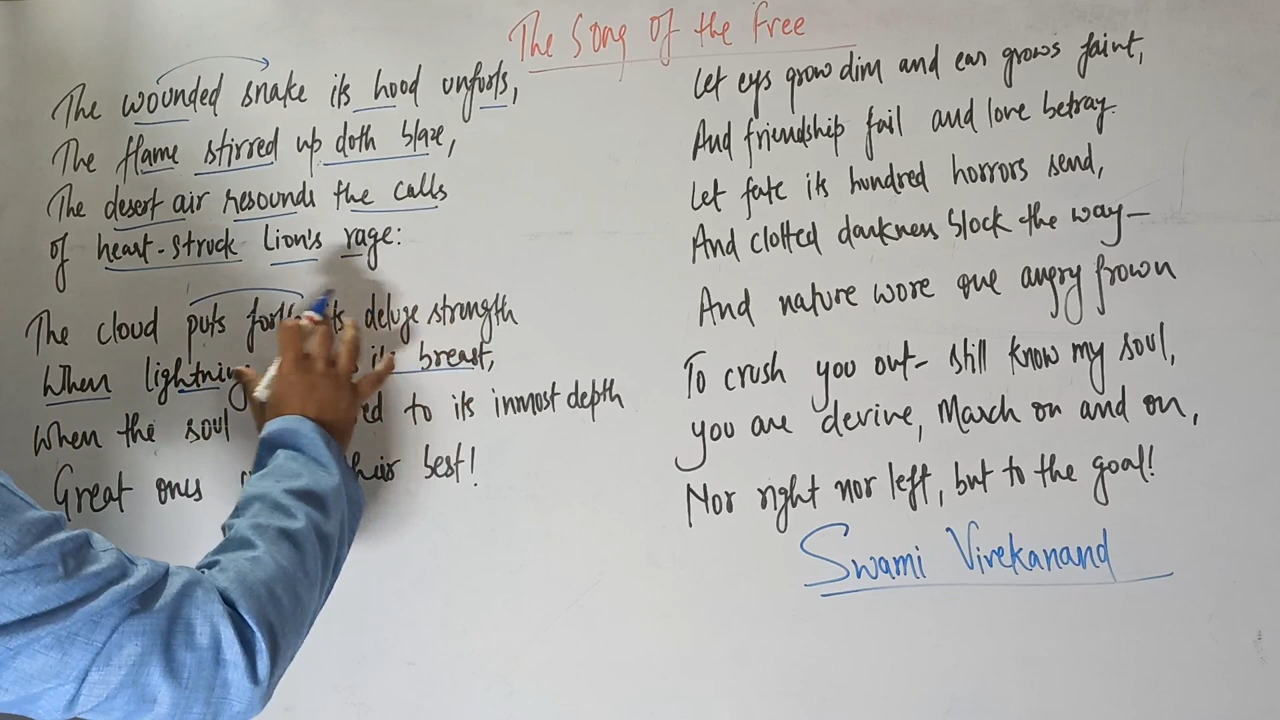 The Song of the Free
The wounded snake its hood unforls,
The flame stirred up doth blaze,
The desert air resounds the calls
of heart-struck Lion's rage:
The cloud puts its deluge strength
When lightning its breast,
When the soul to its inmost depth
Great ones best!
Let eys grow dim and ear grows faint,
And friendship fail and love betray.
Let fate its hundred horrors send,
And clotted darkness block the way—
And nature wore one angry frown
To crush you out- still know my soul,
you are devine, March on and on,
Nor right nor left, but to the goal!
Swami Vivekanand